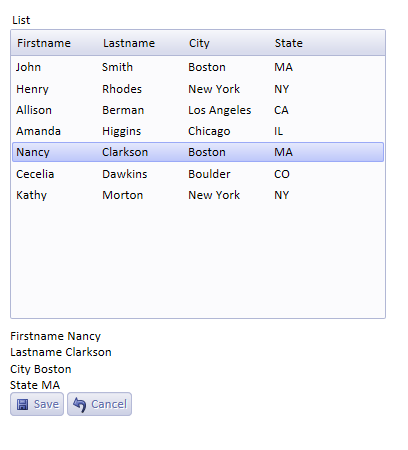 List
Firstname Lastname City State
John Smith Boston MA
Henry Rhodes New York NY
Allison Berman Los Angeles CA
Amanda Higgins Chicago IL
Nancy Clarkson Boston MA
Cecelia Dawkins Boulder CO
Kathy Morton New York NY
Firstname Nancy
Lastname Clarkson
City Boston
State MA
Save Cancel